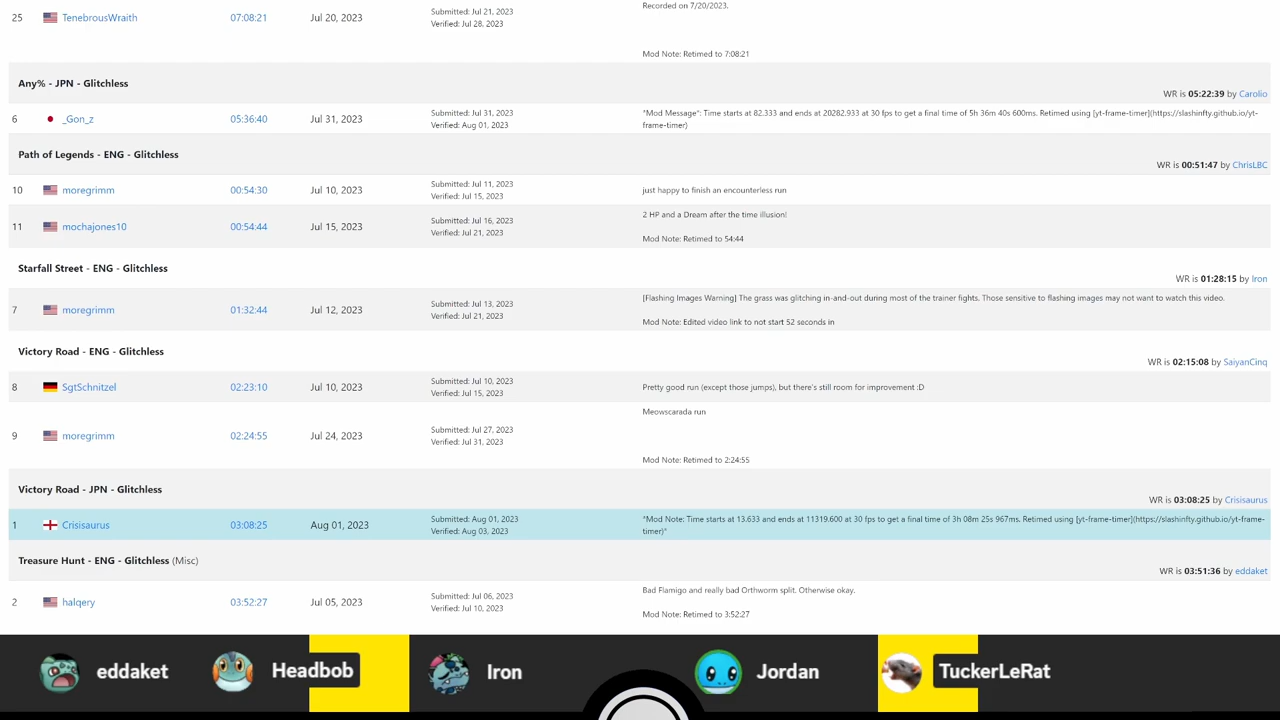 Recorded on 7/20/2023.
25 TenebrousWraith 07:08:21 Jul 20, 2023 Submitted: Jul 21, 2023
Verified: Jul 28, 2023
Mod Note: Retimed to 7:08:21
Any% - JPN - Glitchless
WR is 05:22:39 by Carolio
6 _Gon_z 05:36:40 Jul 31, 2023 Submitted: Jul 31, 2023
Verified: Aug 01, 2023
*Mod Message*: Time starts at 82.333 and ends at 20282.933 at 30 fps to get a final time of 5h 36m 40s 600ms. Retimed using [yt-frame-timer](https://slashinfty.github.io/yt-
frame-timer)
Path of Legends - ENG - Glitchless
WR is 00:51:47 by ChrisLBC
10 moregrimm 00:54:30 Jul 10, 2023 Submitted: Jul 11, 2023
Verified: Jul 15, 2023
just happy to finish an encounterless run
11 mochajones10 00:54:44 Jul 15, 2023 Submitted: Jul 16, 2023
Verified: Jul 21, 2023
2 HP and a Dream after the time illusion!
Mod Note: Retimed to 54:44
Starfall Street - ENG - Glitchless
WR is 01:28:15 by Iron
7 moregrimm 01:32:44 Jul 12, 2023 Submitted: Jul 13, 2023
Verified: Jul 21, 2023
[Flashing Images Warning] The grass was glitching in-and-out during most of the trainer fights. Those sensitive to flashing images may not want to watch this video.
Mod Note: Edited video link to not start 52 seconds in
Victory Road - ENG - Glitchless
WR is 02:15:08 by SaiyanCinq
8 SgtSchnitzel 02:23:10 Jul 10, 2023 Submitted: Jul 10, 2023
Verified: Jul 15, 2023
Pretty good run (except those jumps), but there's still room for improvement :D
9 moregrimm 02:24:55 Jul 24, 2023 Submitted: Jul 27, 2023
Verified: Jul 31, 2023
Meowscarada run
Mod Note: Retimed to 2:24:55
Victory Road - JPN - Glitchless
WR is 03:08:25 by Crisisaurus
1 Crisisaurus 03:08:25 Aug 01, 2023 Submitted: Aug 01, 2023
Verified: Aug 03, 2023
"Mod Note: Time starts at 13.633 and ends at 11319.600 at 30 fps to get a final time of 3h 08m 25s 967ms. Retimed using [yt-frame-timer](https://slashinfty.github.io/yt-frame-
timer)"
Treasure Hunt - ENG - Glitchless (Misc)
WR is 03:51:36 by eddaket
2 halqery 03:52:27 Jul 05, 2023 Submitted: Jul 06, 2023
Verified: Jul 10, 2023
Bad Flamigo and really bad Orthworm split. Otherwise okay.
Mod Note: Retimed to 3:52:27
eddaket Headbob Iron Jordan TuckerLeRat